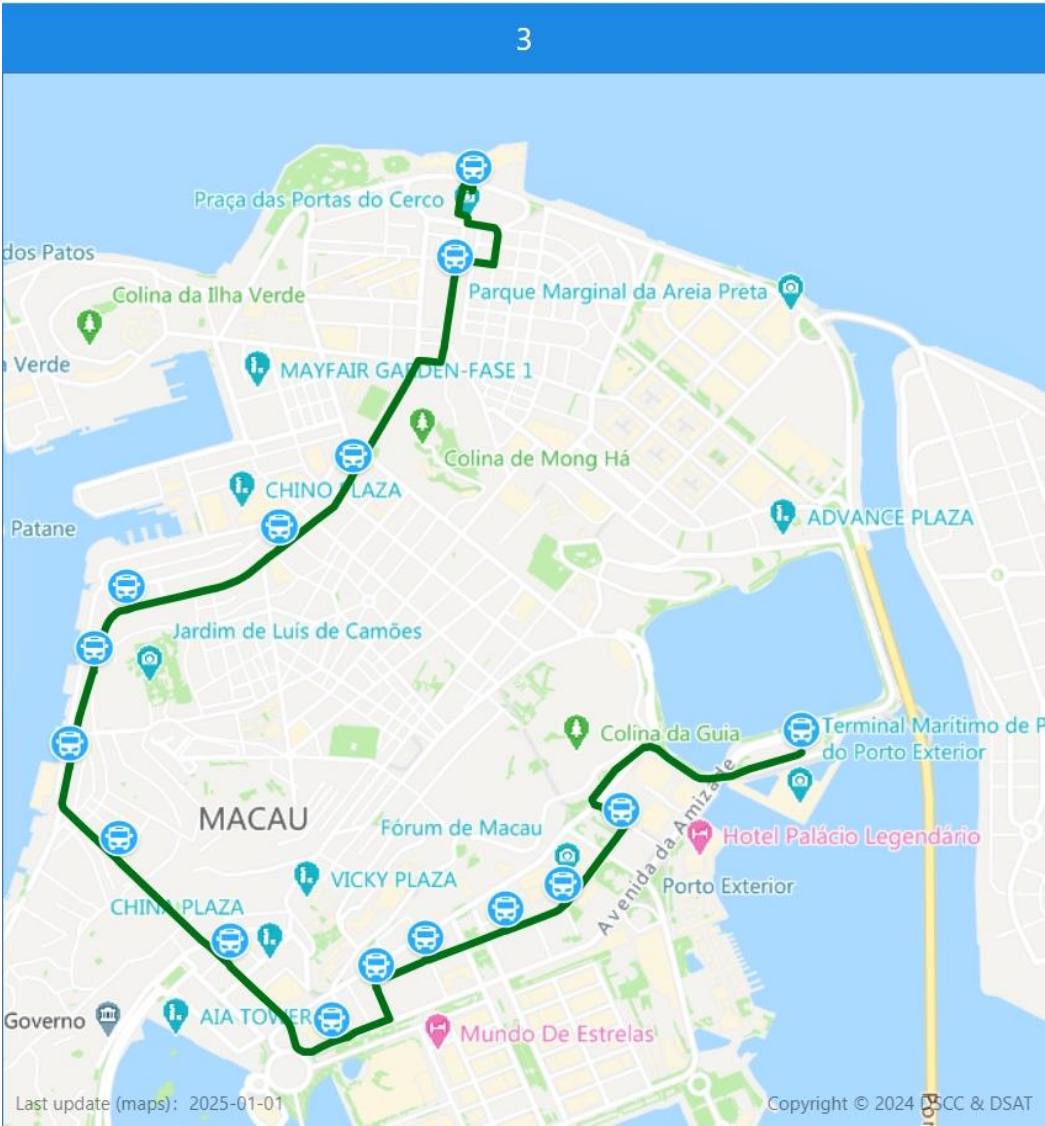 3
Praça das Portas do Cerco
dos Patos
Parque Marginal da Areia Preta
Colina da Ilha Verde
Verde
MAYFAIR GARDEN-FASE 1
Colina de Mong Há
CHINO PLAZA
Patane
ADVANCE PLAZA
Jardim de Luís de Camões
Colina da Guia
Terminal Marítimo de P
do Porto Exterior
MACAU
Fórum de Macau
Hotel Palácio Legendário
Avenida da Amizade
VICKY PLAZA
Porto Exterior
CHINA PLAZA
Governo
AIA TOWER
Mundo De Estrelas
Last update (maps): 2025-01-01
Copyright © 2024 DSCC & DSAT
Por